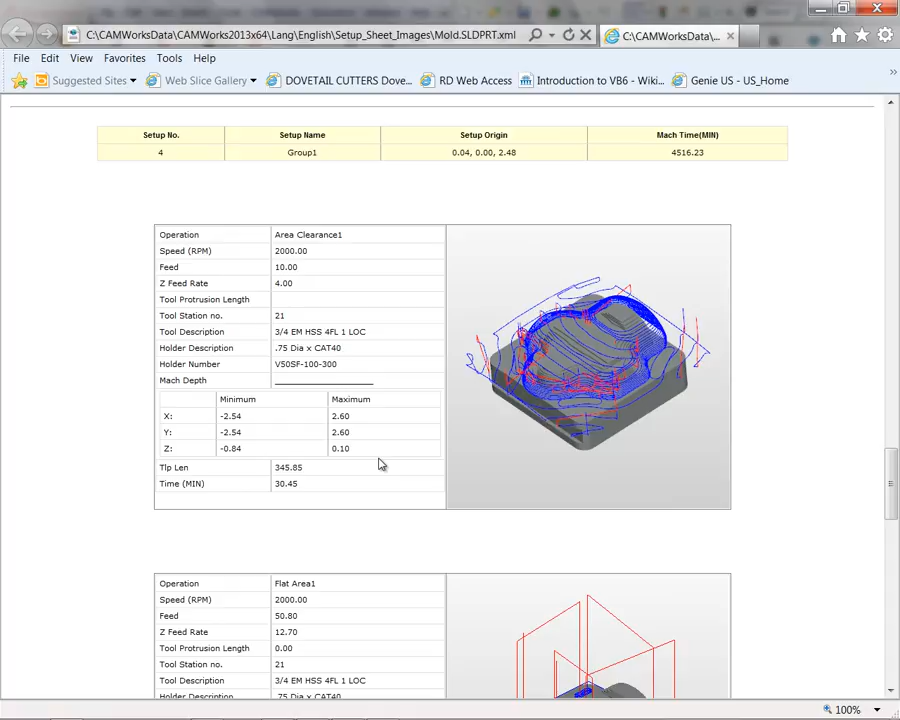 C:\CAMWorksData\CAMWorks2013x64\Lang\English\Setup_Sheet_Images\Mold.SLDPRT.xml
C:\CAMWorksData\CAMWorks2...
File Edit View Favorites Tools Help
Suggested Sites Web Slice Gallery DOVETAIL CUTTERS Dove... RD Web Access Introduction to VB6 - Wiki... Genie US - US_Home
Setup No. Setup Name Setup Origin Mach Time(MIN)
4 Group1 0.04, 0.00, 2.48 4516.23
Operation Area Clearance1
Speed (RPM) 2000.00
Feed 10.00
Z Feed Rate 4.00
Tool Protrusion Length
Tool Station no. 21
Tool Description 3/4 EM HSS 4FL 1 LOC
Holder Description .75 Dia x CAT40
Holder Number V50SF-100-300
Mach Depth
Minimum Maximum
X: -2.54 2.60
Y: -2.54 2.60
Z: -0.84 0.10
Tlp Len 345.85
Time (MIN) 30.45
Operation Flat Area1
Speed (RPM) 2000.00
Feed 50.80
Z Feed Rate 12.70
Tool Protrusion Length 0.00
Tool Station no. 21
Tool Description 3/4 EM HSS 4FL 1 LOC
Holder Description .75 Dia x CAT40
100%